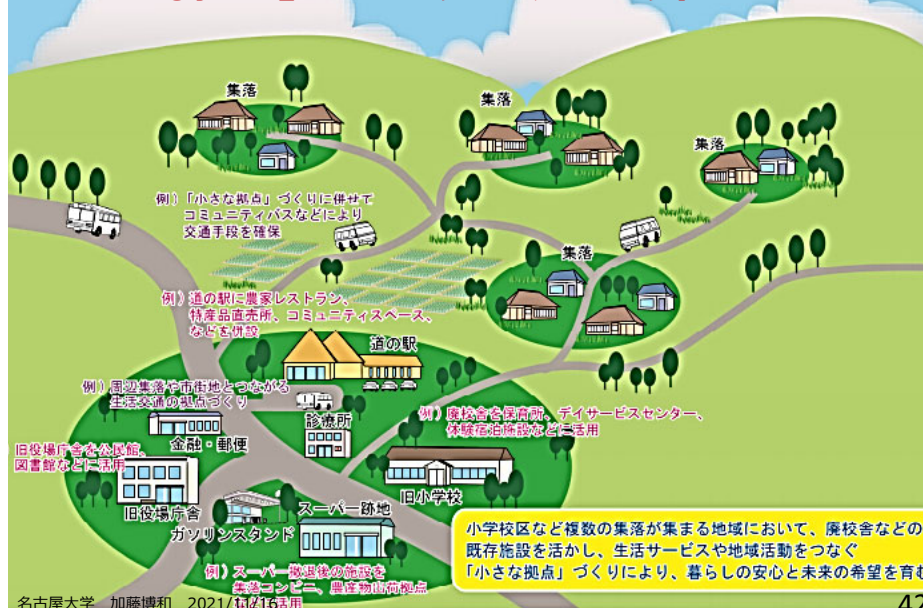 集落
集落
集落
例）「小さな拠点」づくりに併せて
コミュニティバスなどにより
交通手段を確保
集落
例）道の駅に農家レストラン、
特産品直売所、コミュニティスペース、
などを併設
道の駅
例）周辺集落や市街地とつながる
生活交通の拠点づくり
診療所
例）廃校舎を保育所、デイサービスセンター、
体験宿泊施設などに活用
金融・郵便
旧役場庁舎を公民館、
図書館などに活用
旧小学校
旧役場庁舎
スーパー跡地
ガソリンスタンド
小学校区など複数の集落が集まる地域において、廃校舎などの
既存施設を活かし、生活サービスや地域活動をつなぐ
「小さな拠点」づくりにより、暮らしの安心と未来の希望を育む
例）スーパー撤退後の施設を
集落コンビニ、農産物出荷拠点
などに活用
名古屋大学 加藤博和 2021/11/16